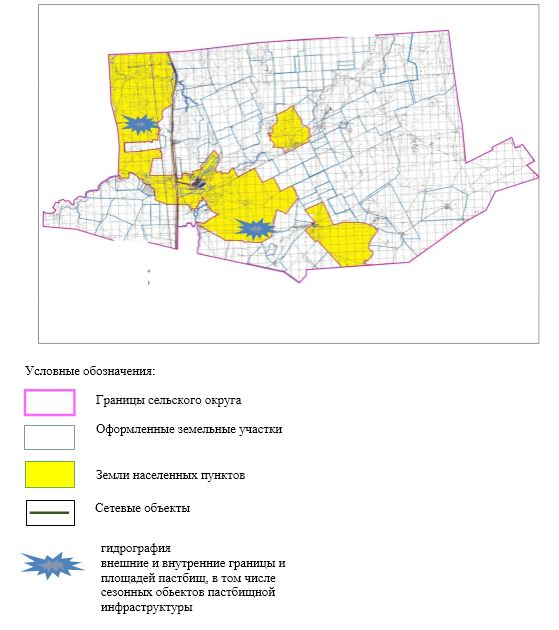 Условные обозначения:
Границы сельского округа
Оформленные земельные участки
Земли населенных пунктов
Сетевые объекты
гидрография
внешние и внутренние границы и
площадей пастбищ, в том числе
сезонных обьектов пастбищной
инфраструктуры